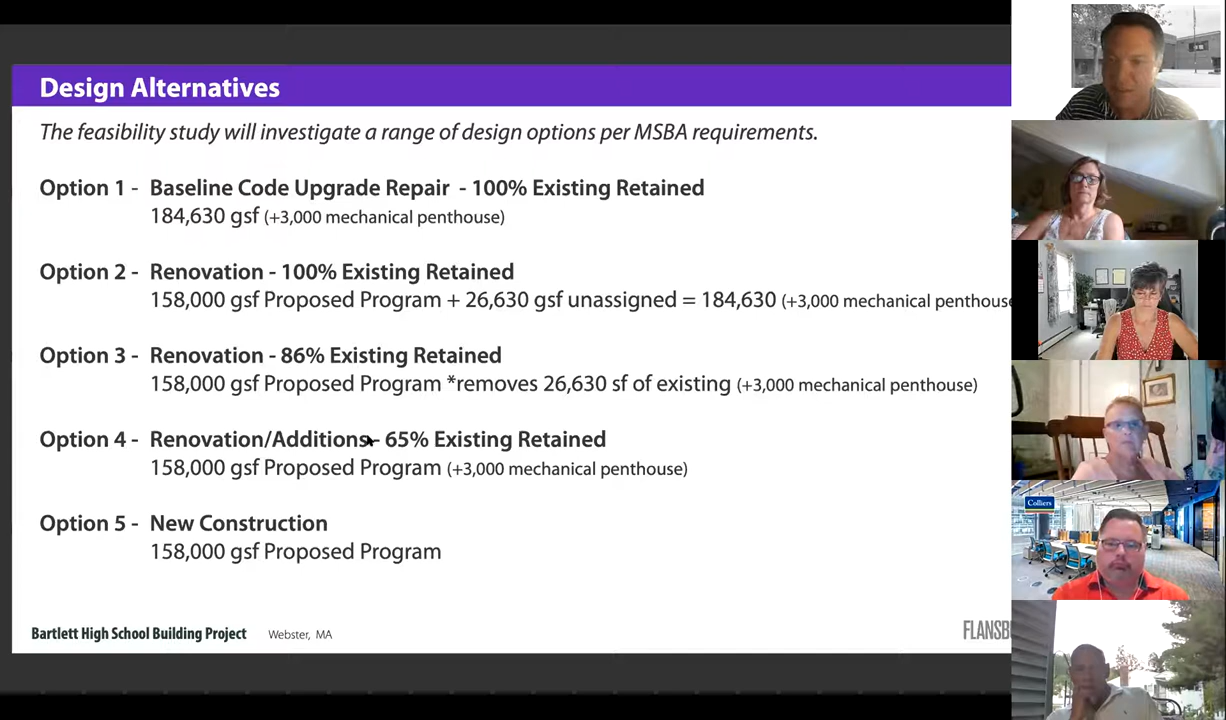 Design Alternatives
The feasibility study will investigate a range of design options per MSBA requirements.
Option 1 - Baseline Code Upgrade Repair - 100% Existing Retained
184,630 gsf (+3,000 mechanical penthouse)
Option 2 - Renovation - 100% Existing Retained
158,000 gsf Proposed Program + 26,630 gsf unassigned = 184,630 (+3,000 mechanical penthouse
Option 3 - Renovation - 86% Existing Retained
158,000 gsf Proposed Program *removes 26,630 sf of existing (+3,000 mechanical penthouse)
Option 4 - Renovation/Additions - 65% Existing Retained
158,000 gsf Proposed Program (+3,000 mechanical penthouse)
Option 5 - New Construction
158,000 gsf Proposed Program
Bartlett High School Building Project Webster, MA
FLANSB
Colliers